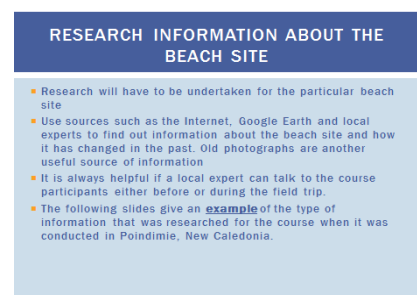 RESEARCH INFORMATION ABOUT THE
BEACH SITE
Research will have to be undertaken for the particular beach
site
Use sources such as the Internet, Google Earth and local
experts to find out information about the beach site and how
it has changed in the past. Old photographs are another
useful source of information
It is always helpful if a local expert can talk to the course
participants either before or during the field trip.
The following slides give an example of the type of
information that was researched for the course when it was
conducted in Poindimie, New Caledonia.